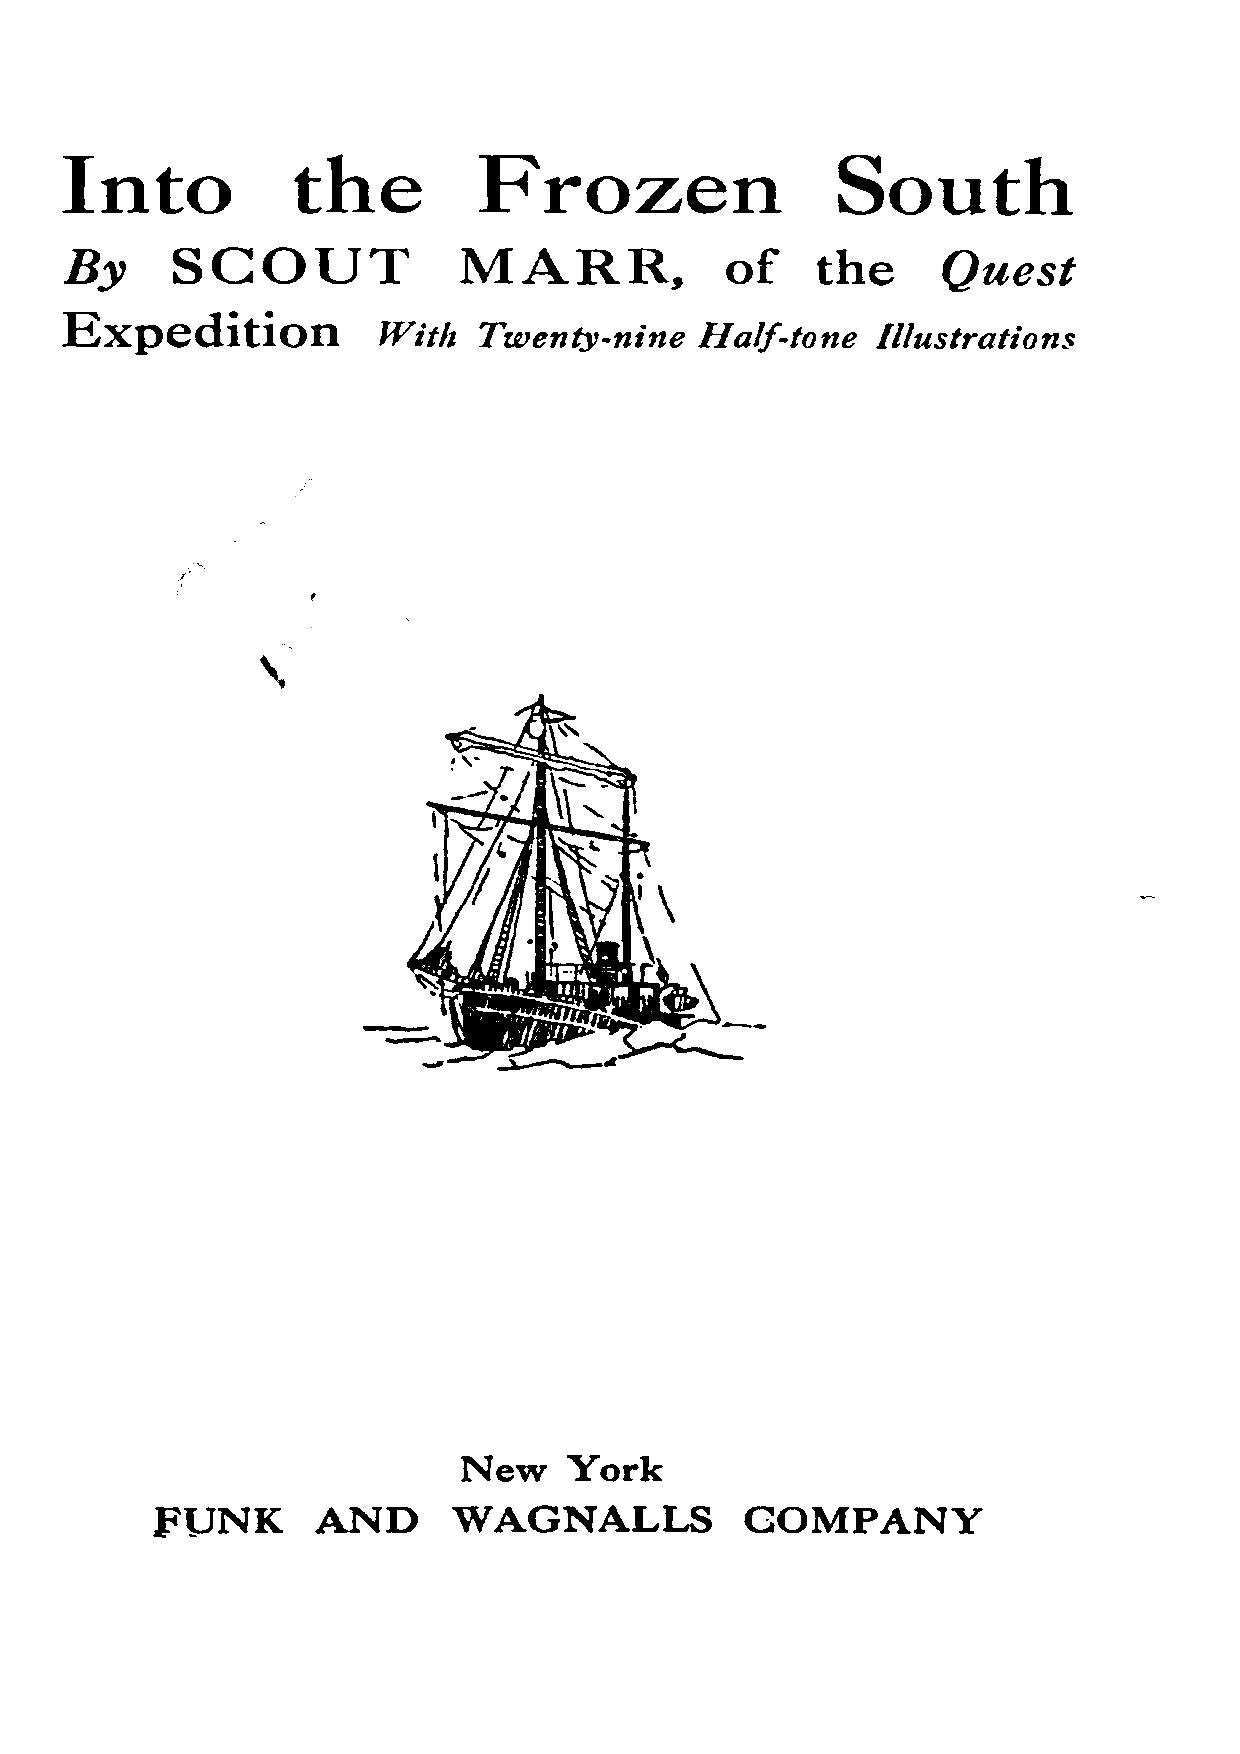 Into the Frozen South
By SCOUT MARR, of the Quest
Expedition With Twenty-nine Half-tone Illustrations
New York
FUNK AND WAGNALLS COMPANY